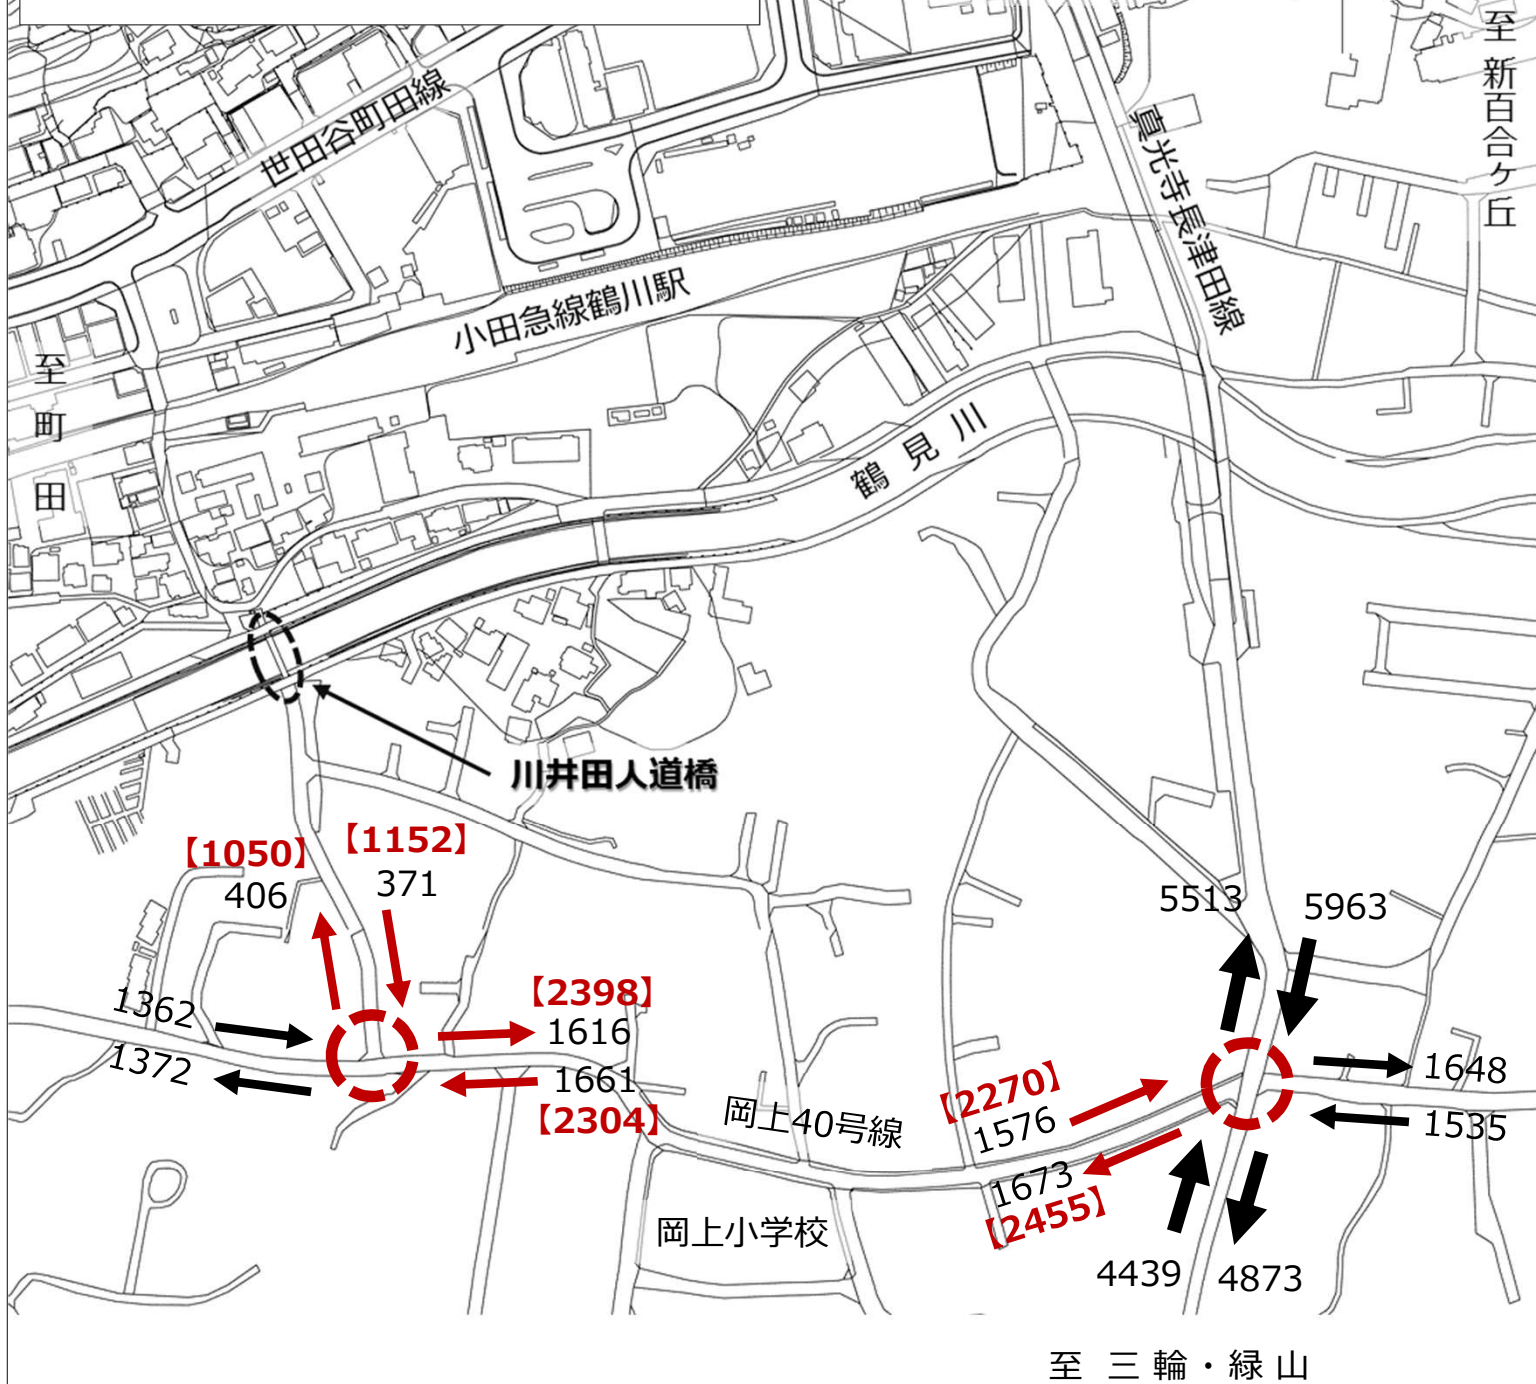 至新百合ヶ丘
世田谷町田線
真光寺長津田線
小田急線鶴川駅
至町田
鶴見川
川井田人道橋
【1050】
406
【1152】
371
1362
1372
【2398】
1616
1661
【2304】
岡上40号線
岡上小学校
【2270】
1576
1673
【2455】
5513
5963
1648
1535
4439
4873
至 三輪・緑山